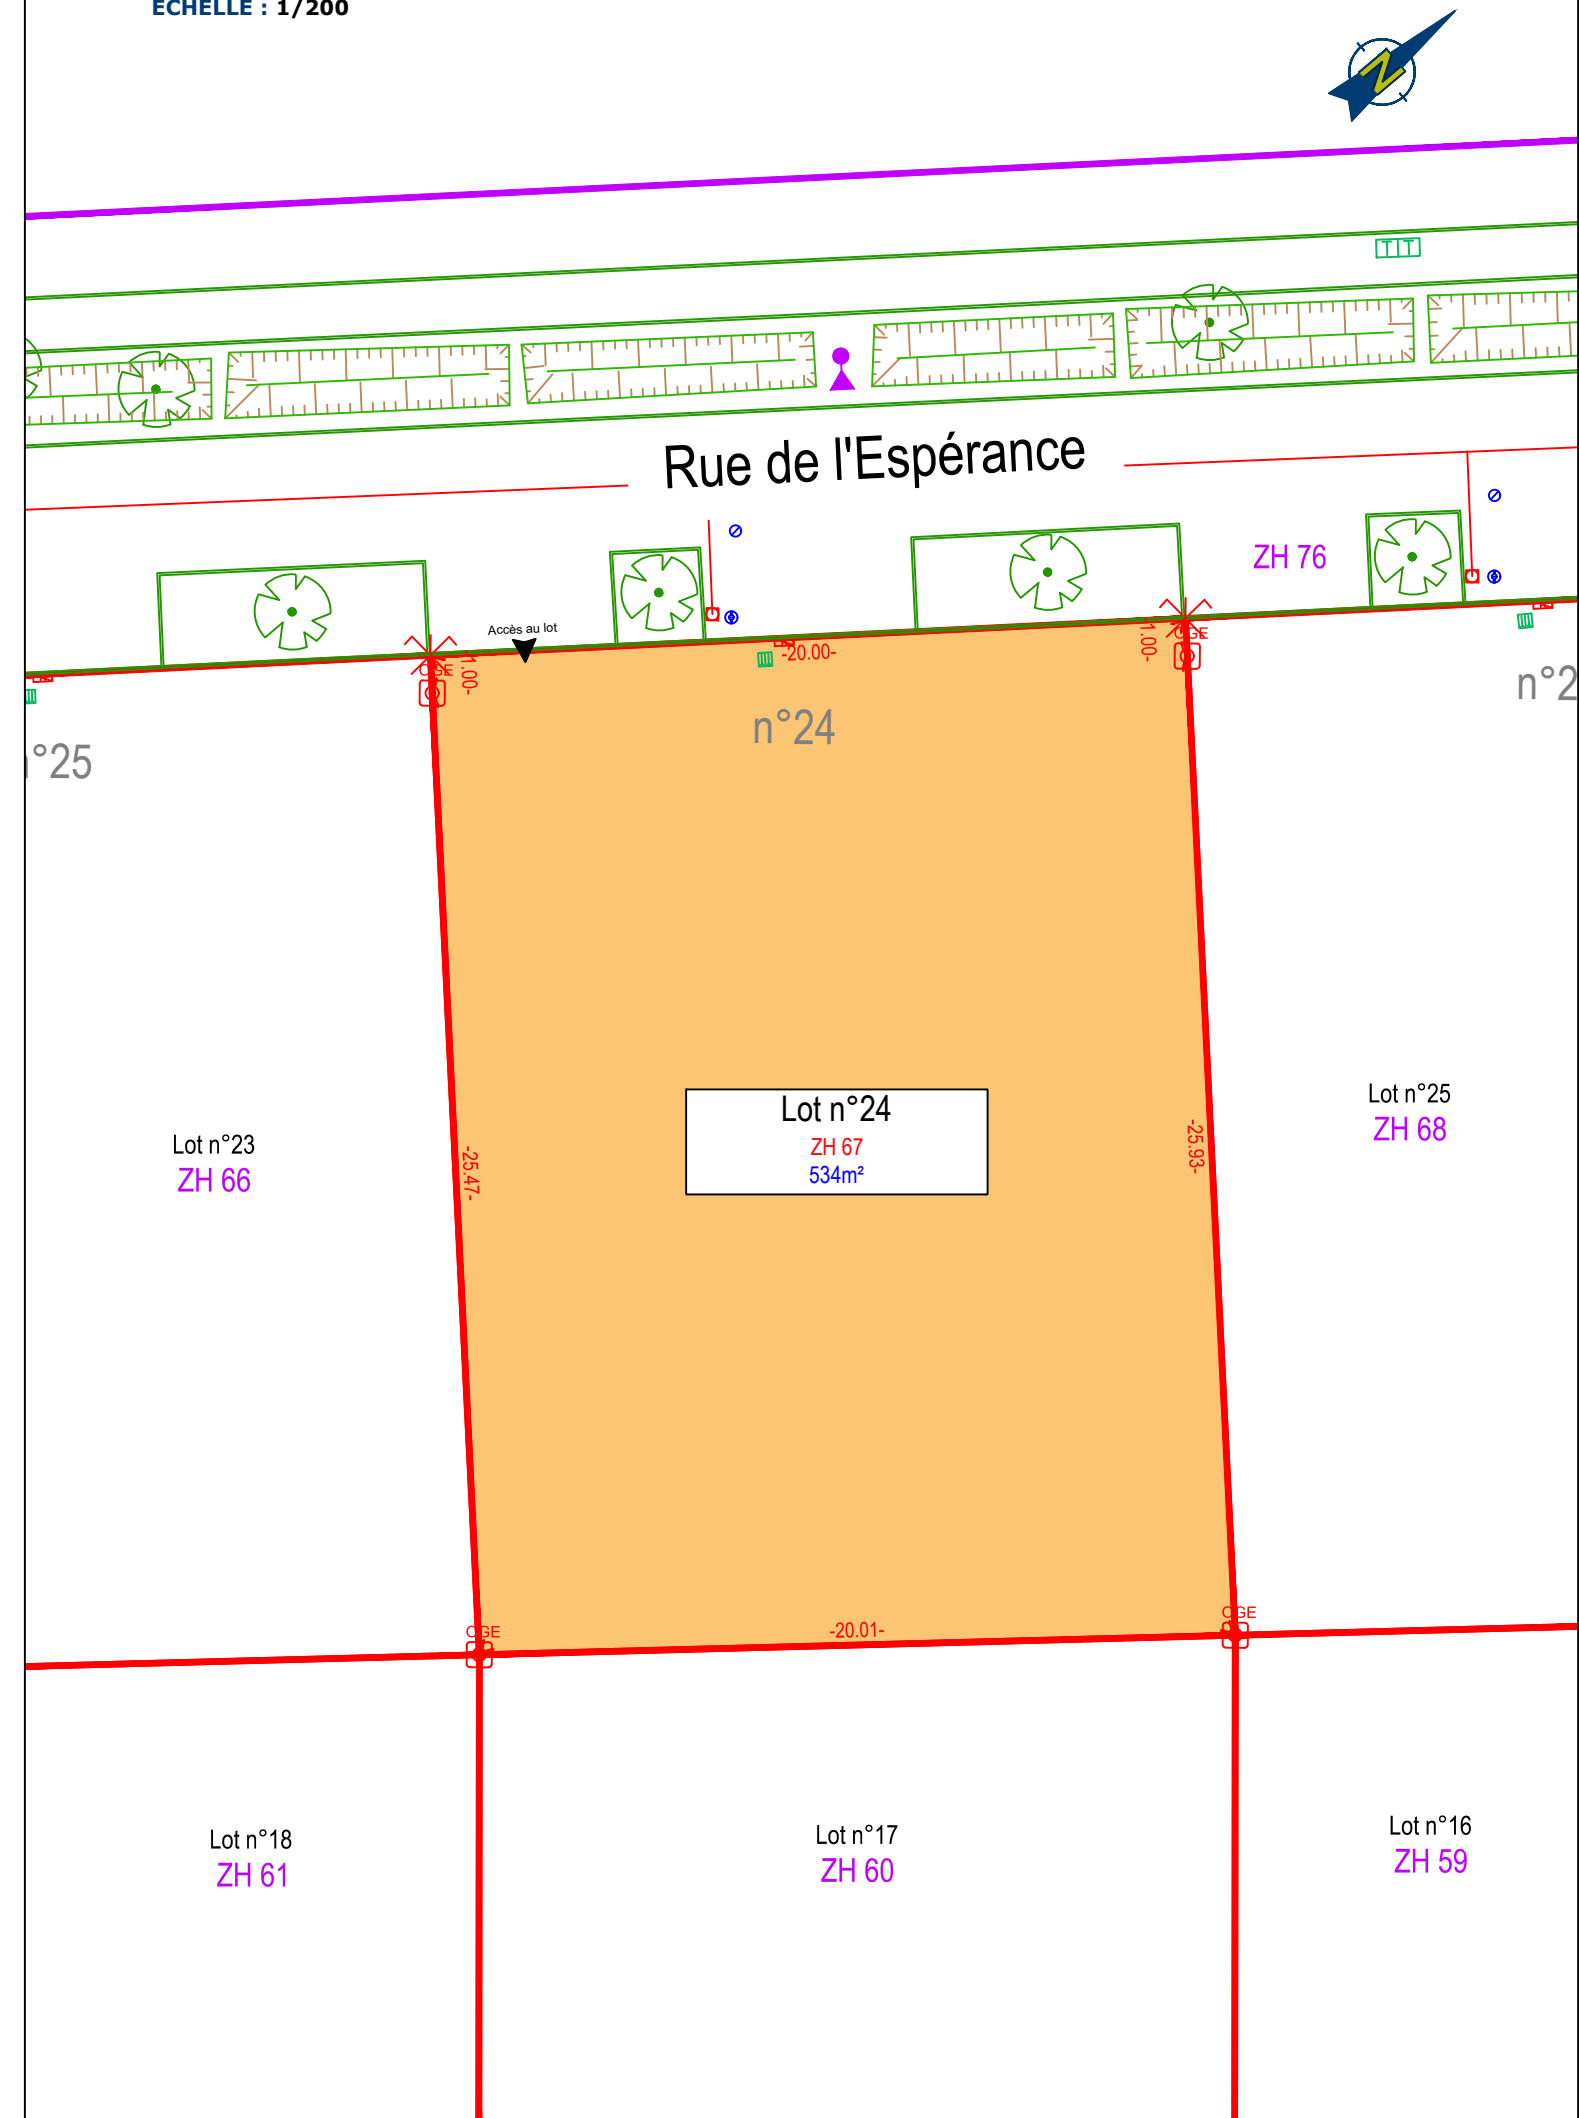 ECHELLE : 1/200
N
T T
Rue de l'Espérance
ZH 76
Accès au lot
OGE
-1.00-
-20.00-
-1.00-
OGE
n°24
n°2
n°25
Lot n°24
ZH 67
534m²
-25.47-
-25.93-
Lot n°23
ZH 66
Lot n°25
ZH 68
OGE
-20.01-
OGE
Lot n°18
ZH 61
Lot n°17
ZH 60
Lot n°16
ZH 59